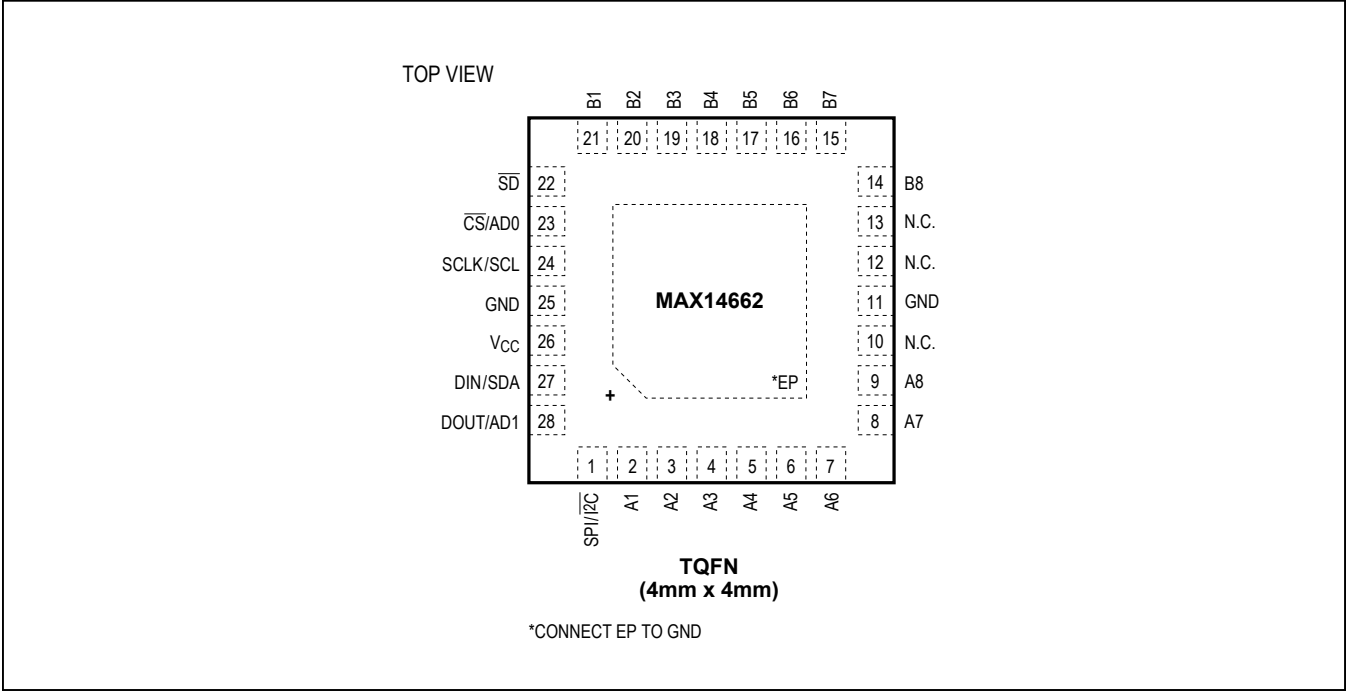 TOP VIEW
B1 B2 B3 B4 B5 B6 B7
21 20 19 18 17 16 15
S̅D̅ 22 14 B8
C̅S̅/AD0 23 13 N.C.
SCLK/SCL 24 12 N.C.
GND 25 MAX14662 11 GND
VCC 26 10 N.C.
DIN/SDA 27 *EP 9 A8
+
DOUT/AD1 28 8 A7
1 2 3 4 5 6 7
SPI/I̅2̅C̅ A1 A2 A3 A4 A5 A6
TQFN
(4mm x 4mm)
*CONNECT EP TO GND